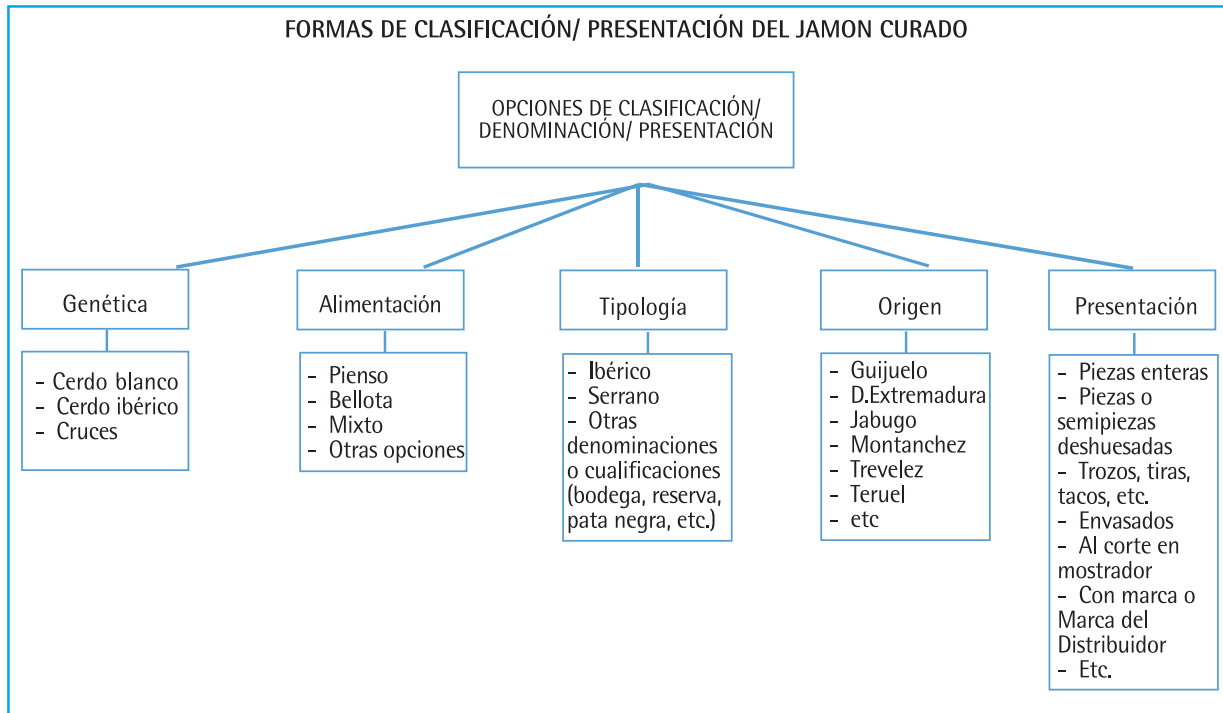 FORMAS DE CLASIFICACIÓN/ PRESENTACIÓN DEL JAMON CURADO
OPCIONES DE CLASIFICACIÓN/
DENOMINACIÓN/ PRESENTACIÓN
Genética
- Cerdo blanco
- Cerdo ibérico
- Cruces
Alimentación
- Pienso
- Bellota
- Mixto
- Otras opciones
Tipología
- Ibérico
- Serrano
- Otras
denominaciones
o cualificaciones
(bodega, reserva,
pata negra, etc.)
Origen
- Guijuelo
- D.Extremadura
- Jabugo
- Montanchez
- Trevelez
- Teruel
- etc
Presentación
- Piezas enteras
- Piezas o
semipiezas
deshuesadas
- Trozos, tiras,
tacos, etc.
- Envasados
- Al corte en
mostrador
- Con marca o
Marca del
Distribuidor
- Etc.